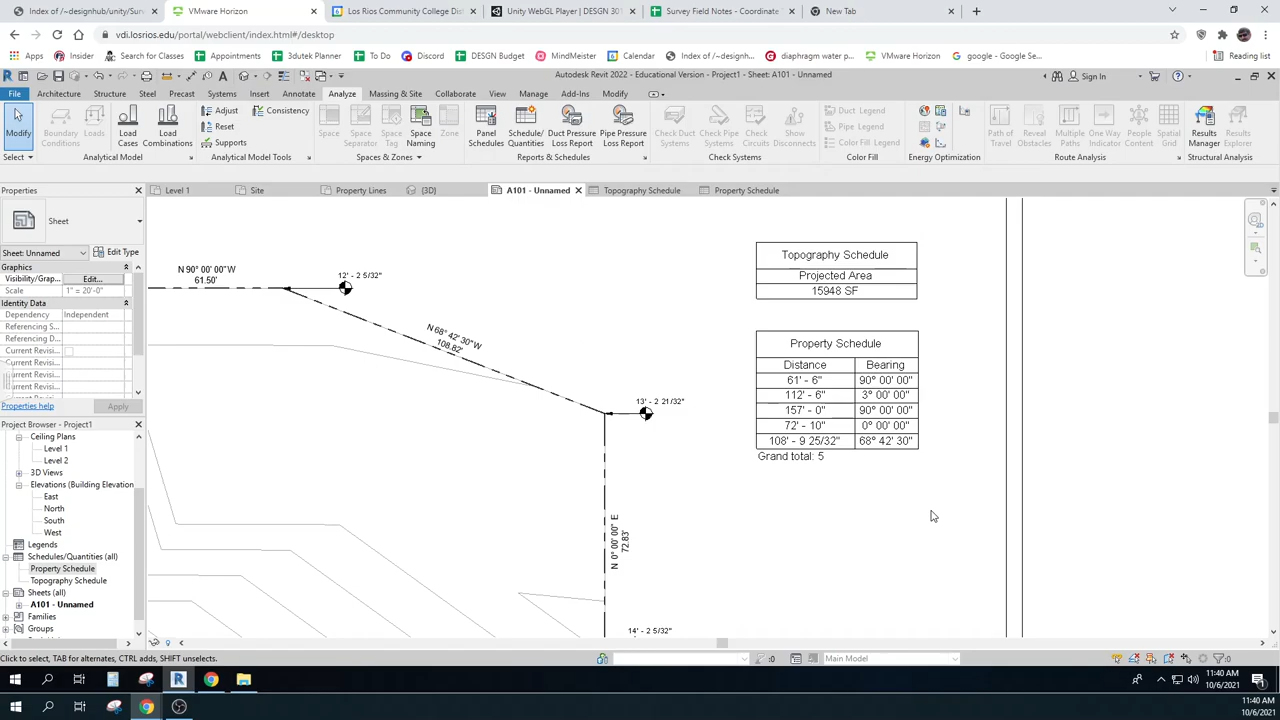 Index of /designhub/unity/Sur
VMware Horizon
Los Rios Community College Dist
Unity WebGL Player | DESGN 301
Survey Field Notes - Coordinate
New Tab
vdi.losrios.edu/portal/webclient/index.html#/desktop
Apps
Insider
Search for Classes
Appointments
3dutek Planner
To Do
Discord
DESGN Budget
MindMeister
Calendar
Index of /~designh...
diaphragm water p...
VMware Horizon
google - Google Se...
Reading list
Autodesk Revit 2022 - Educational Version - Project1 - Sheet: A101 - Unnamed
Sign In
File Architecture Structure Steel Precast Systems Insert Annotate Analyze Massing & Site Collaborate View Manage Add-Ins Modify
Modify
Boundary Conditions
Loads
Load Cases
Load Combinations
Adjust
Reset
Supports
Consistency
Space
Space Separator
Space Tag
Space Naming
Zone
Panel Schedules
Schedule/ Quantities
Duct Pressure Loss Report
Pipe Pressure Loss Report
Check Duct Systems
Check Pipe Systems
Check Circuits
Show Disconnects
Duct Legend
Pipe Legend
Color Fill Legend
Path of Travel
Reveal Obstacles
Multiple Paths
One Way Indicator
People Content
Spatial Grid
Results Manager
Results Explorer
Select
Analytical Model
Analytical Model Tools
Spaces & Zones
Reports & Schedules
Check Systems
Color Fill
Energy Optimization
Route Analysis
Structural Analysis
Properties
Level 1
Site
Property Lines
{3D}
A101 - Unnamed
Topography Schedule
Property Schedule
Sheet
Sheet: Unnamed
Edit Type
Graphics
Visibility/Grap...
Edit...
Scale
1" = 20'-0"
Identity Data
Dependency
Independent
Referencing S...
Referencing D...
Current Revisi...
Current Revisi...
Current Revisi...
Current Revisi...
Properties help
Apply
Project Browser - Project1
Ceiling Plans
Level 1
Level 2
3D Views
Elevations (Building Elevation
East
North
South
West
Legends
Schedules/Quantities (all)
Property Schedule
Topography Schedule
Sheets (all)
A101 - Unnamed
Families
Groups
N 90° 00' 00"W
61.50'
12' - 2 5/32"
N 68° 42' 30"W
108.82'
13' - 2 21/32"
N 0° 00' 00" E
72.83'
14' - 2 5/32"
Topography Schedule
Projected Area
15948 SF
Property Schedule
Distance Bearing
61' - 6" 90° 00' 00"
112' - 6" 3° 00' 00"
157' - 0" 90° 00' 00"
72' - 10" 0° 00' 00"
108' - 9 25/32" 68° 42' 30"
Grand total: 5
Click to select, TAB for alternates, CTRL adds, SHIFT unselects.
:0
Main Model
:0
11:40 AM
10/6/2021
11:40 AM
10/6/2021